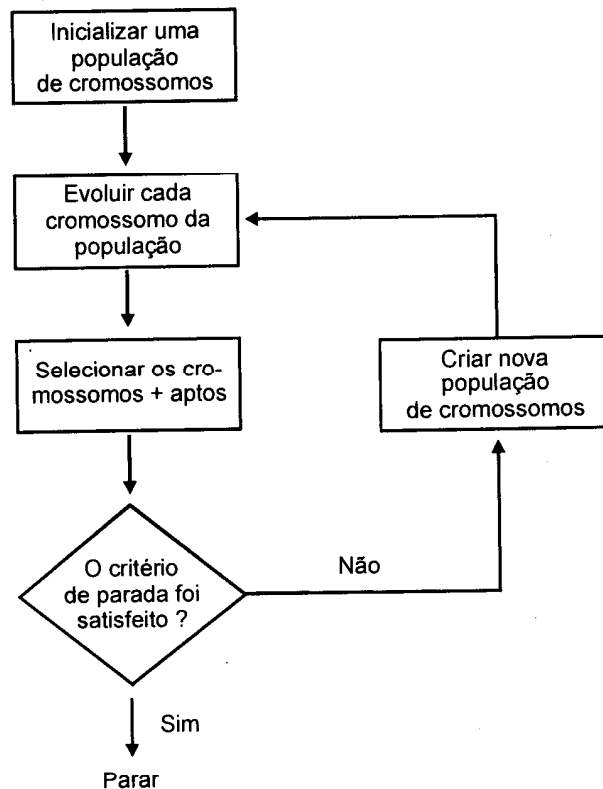 Inicializar uma
população
de cromossomos
Evoluir cada
cromossomo da
população
Selecionar os cro-
mossomos + aptos
Criar nova
população
de cromossomos
O critério
de parada foi
satisfeito ?
Não
Sim
Parar